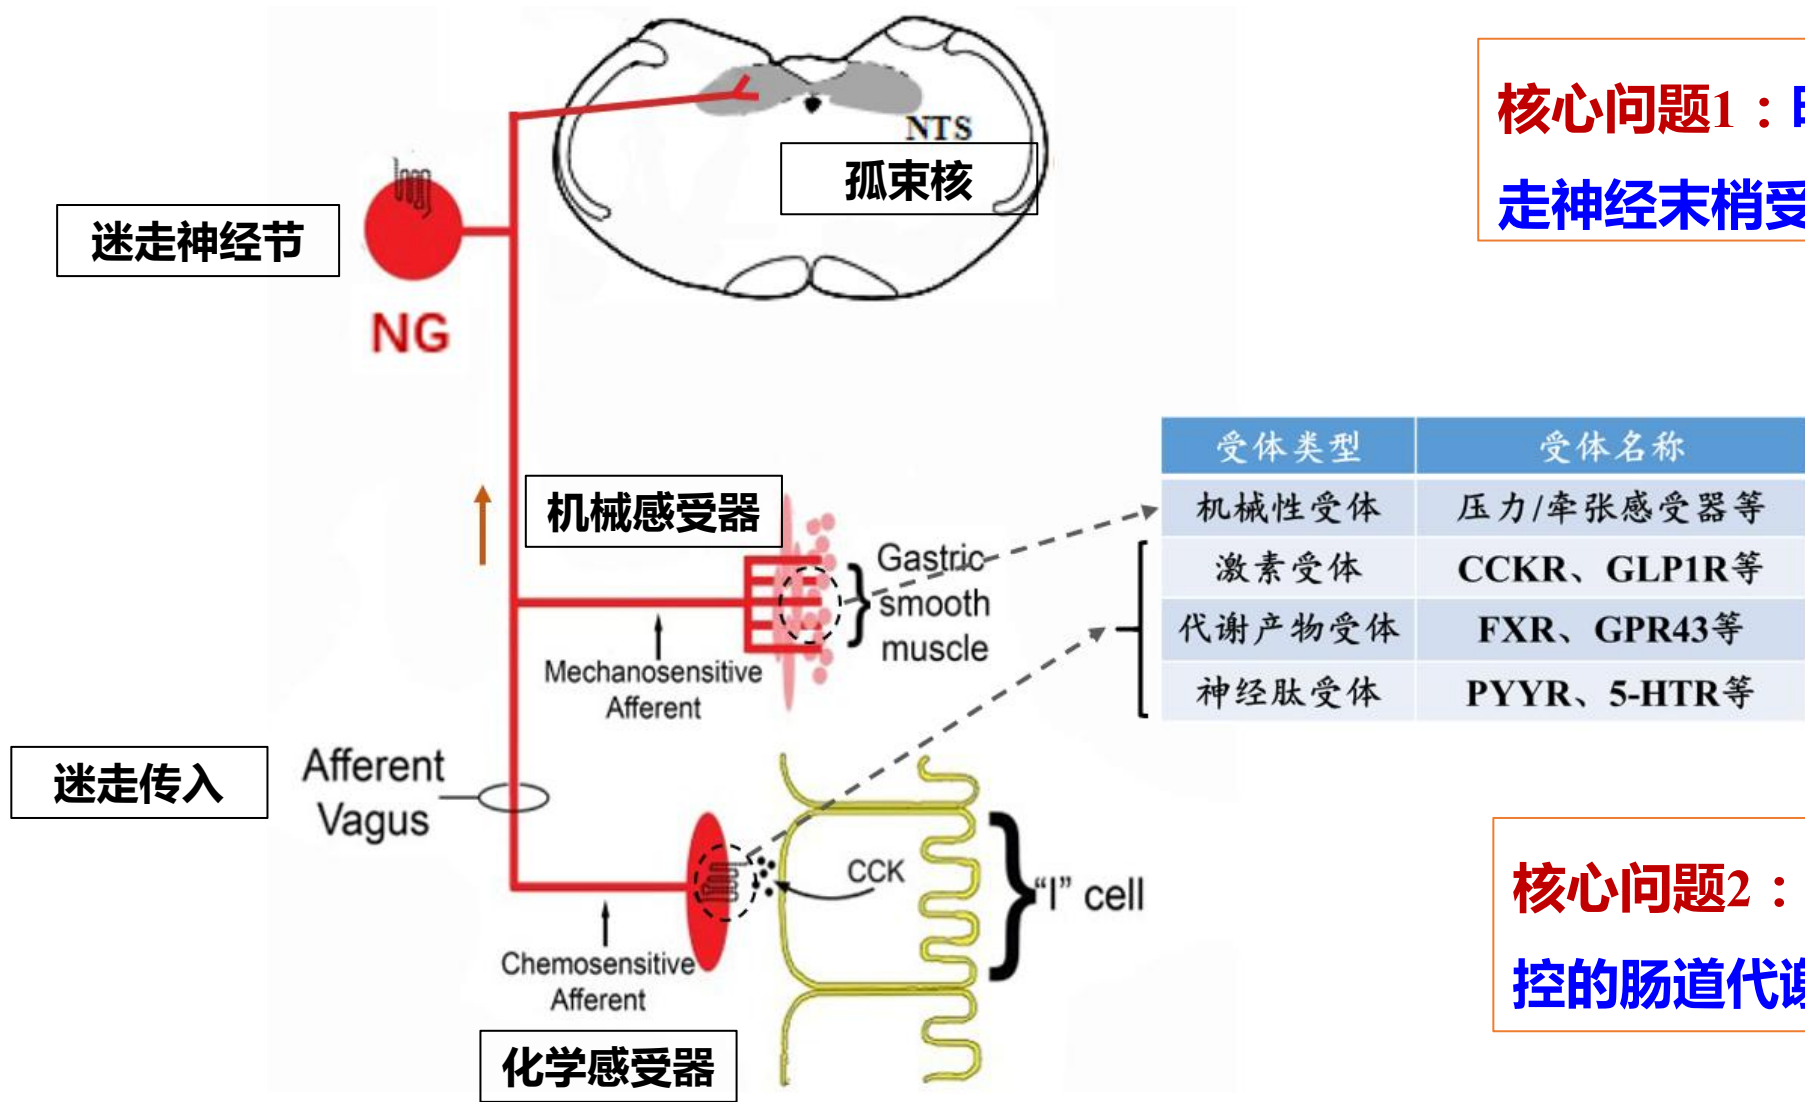 NTS
孤束核
迷走神经节
NG
核心问题1：
走神经末梢受
机械感受器
Gastric
smooth
muscle
Mechanosensitive
Afferent
受体类型 受体名称
机械性受体 压力/牵张感受器等
激素受体 CCKR、GLP1R等
代谢产物受体 FXR、GPR43等
神经肽受体 PYYR、5-HTR等
迷走传入
Afferent
Vagus
CCK
“I” cell
Chemosensitive
Afferent
化学感受器
核心问题2：
控的肠道代谢